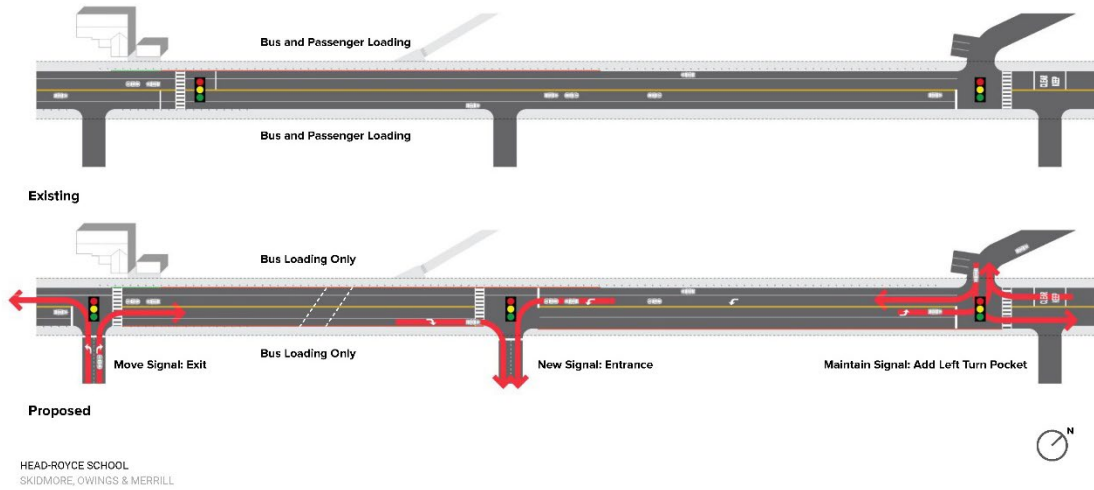 Bus and Passenger Loading
Bus and Passenger Loading
Existing
Bus Loading Only
Bus Loading Only
Move Signal: Exit
New Signal: Entrance
Maintain Signal: Add Left Turn Pocket
Proposed
N
HEAD-ROYCE SCHOOL
SKIDMORE, OWINGS & MERRILL